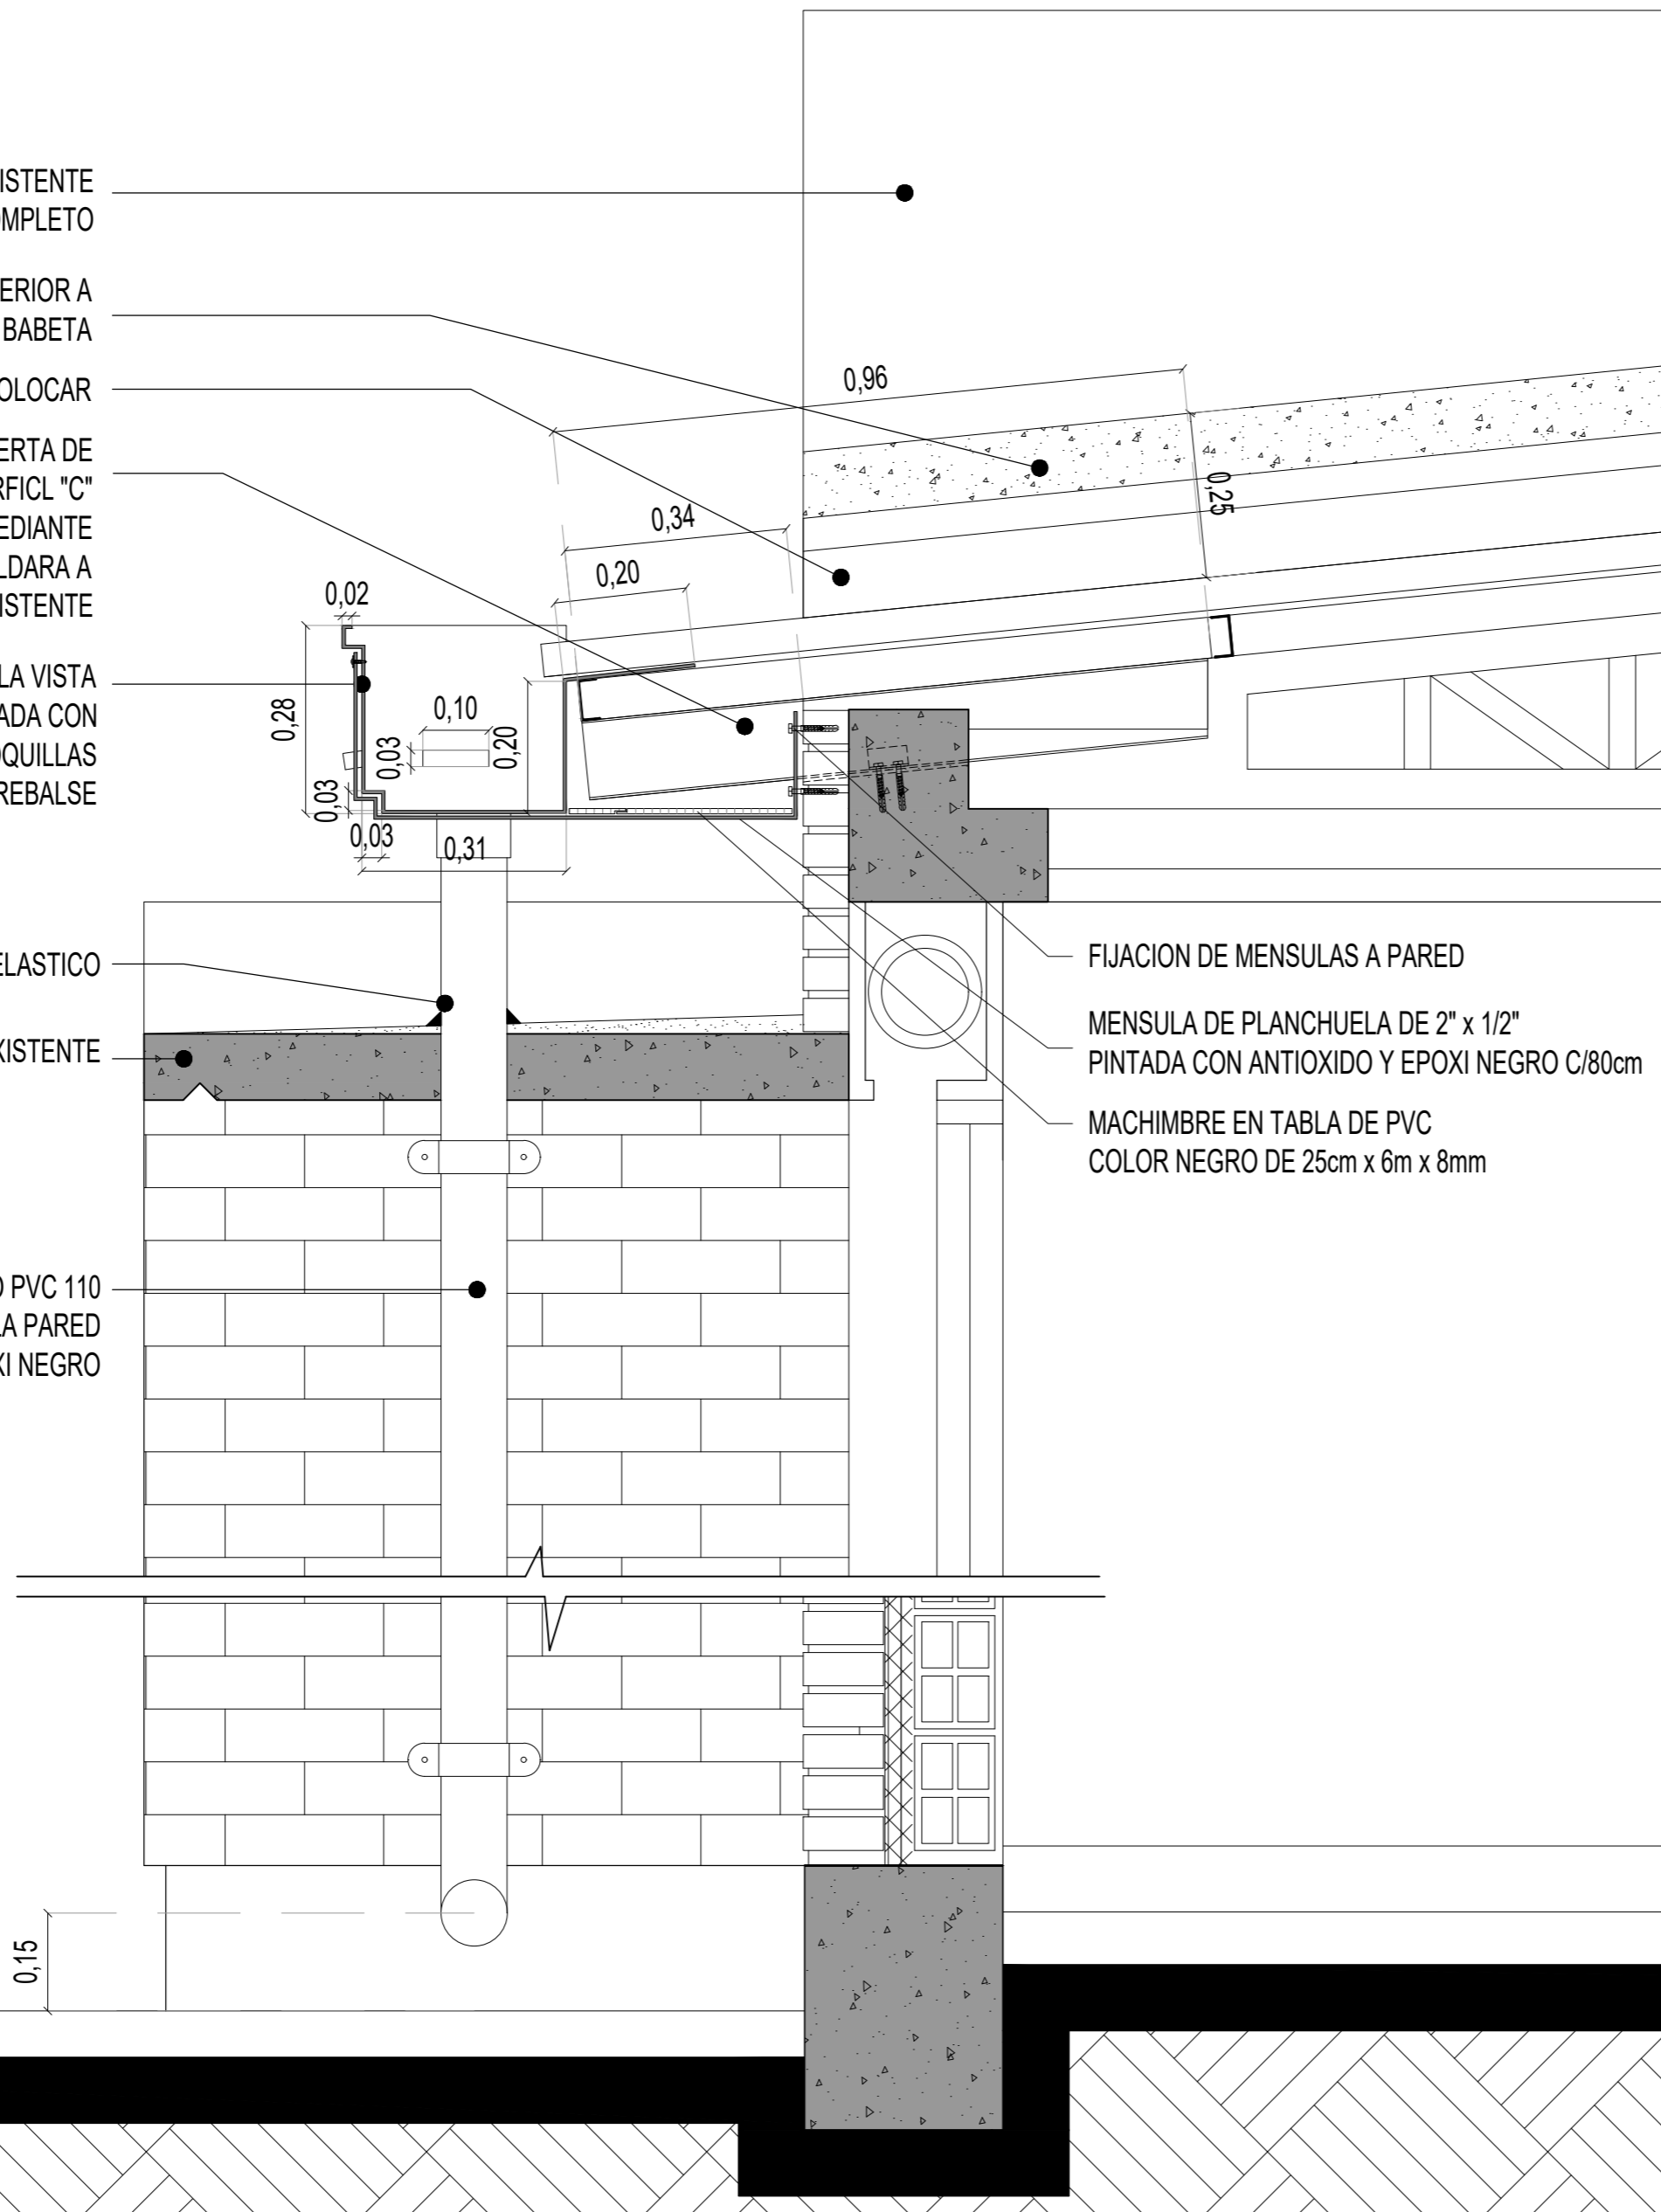 ISTENTE
OMPLETO
ERIOR A
BABETA
OLOCAR
ERTA DE
RFICL "C"
EDIANTE
LDARA A
ISTENTE
LA VISTA
ADA CON
OQUILLAS
REBALSE
ELASTICO
XISTENTE
O PVC 110
LA PARED
XI NEGRO
0,96
0,25
0,34
0,20
0,02
0,28
0,10
0,03
0,20
0,03
0,03
0,31
FIJACION DE MENSULAS A PARED
MENSULA DE PLANCHUELA DE 2" x 1/2"
PINTADA CON ANTIOXIDO Y EPOXI NEGRO C/80cm
MACHIMBRE EN TABLA DE PVC
COLOR NEGRO DE 25cm x 6m x 8mm
0,15